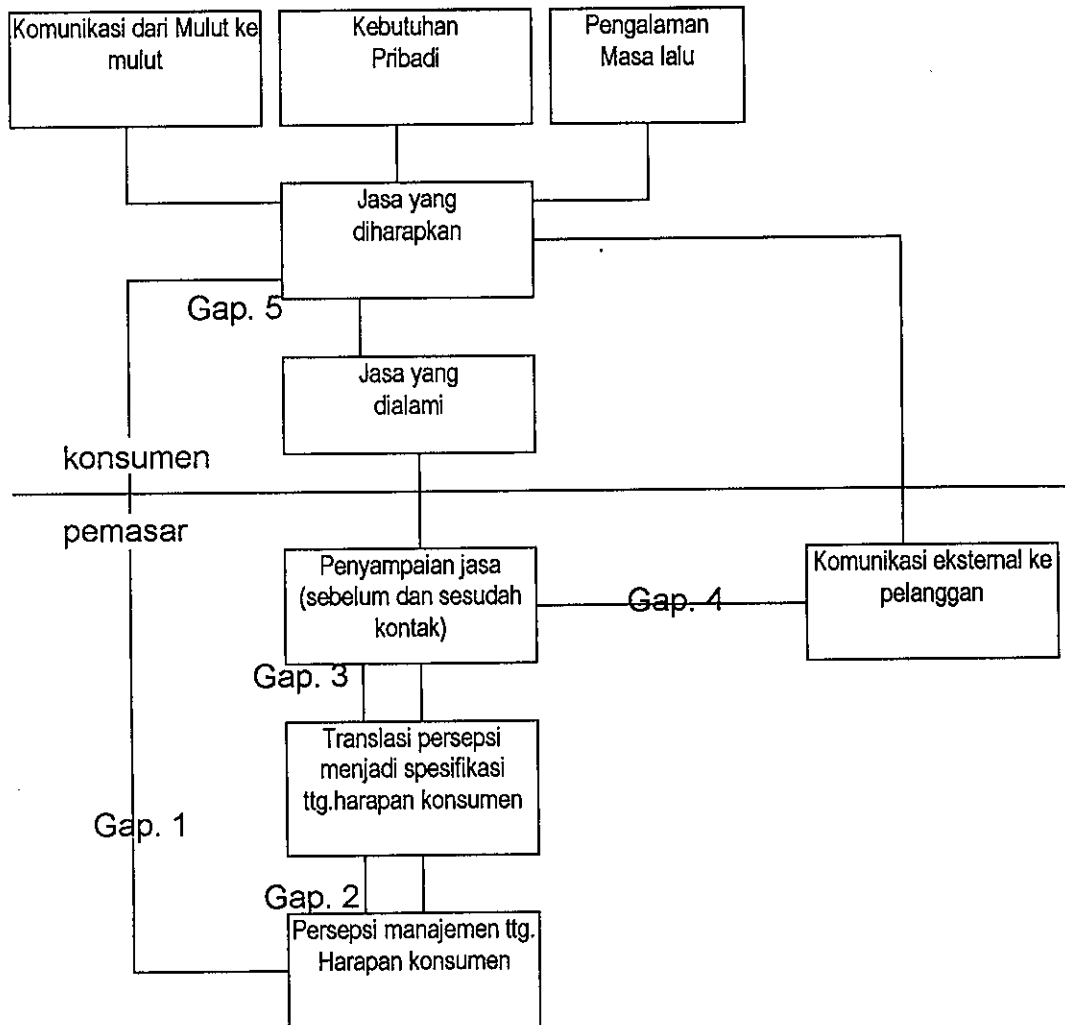 Komunikasi dari Mulut ke
mulut
Kebutuhan
Pribadi
Pengalaman
Masa lalu
Jasa yang
diharapkan
Gap. 5
Jasa yang
dialami
konsumen
pemasar
Penyampaian jasa
(sebelum dan sesudah
kontak)
Gap. 4
Komunikasi eksternal ke
pelanggan
Gap. 3
Translasi persepsi
menjadi spesifikasi
ttg.harapan konsumen
Gap. 1
Gap. 2
Persepsi manajemen ttg.
Harapan konsumen